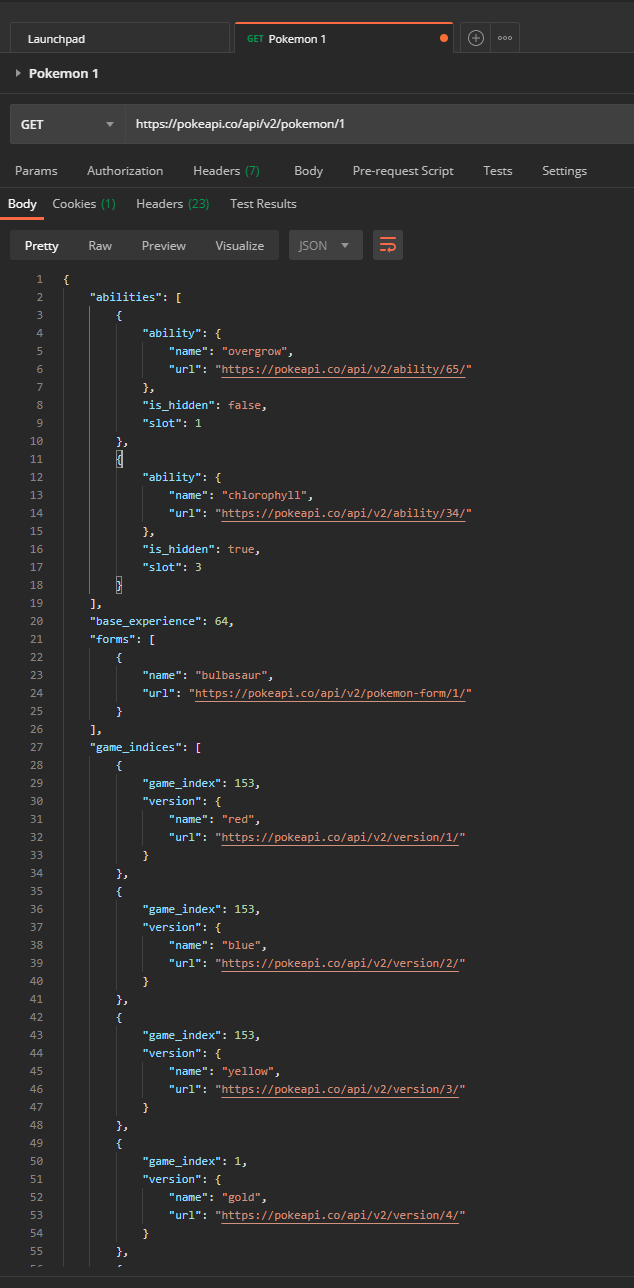 Launchpad
GET Pokemon 1
Pokemon 1
GET https://pokeapi.co/api/v2/pokemon/1
Params Authorization Headers (7) Body Pre-request Script Tests Settings
Body Cookies (1) Headers (23) Test Results
Pretty Raw Preview Visualize JSON
1 {
2 "abilities": [
3 {
4 "ability": {
5 "name": "overgrow",
6 "url": "https://pokeapi.co/api/v2/ability/65/"
7 },
8 "is_hidden": false,
9 "slot": 1
10 },
11 {
12 "ability": {
13 "name": "chlorophyll",
14 "url": "https://pokeapi.co/api/v2/ability/34/"
15 },
16 "is_hidden": true,
17 "slot": 3
18 }
19 ],
20 "base_experience": 64,
21 "forms": [
22 {
23 "name": "bulbasaur",
24 "url": "https://pokeapi.co/api/v2/pokemon-form/1/"
25 }
26 ],
27 "game_indices": [
28 {
29 "game_index": 153,
30 "version": {
31 "name": "red",
32 "url": "https://pokeapi.co/api/v2/version/1/"
33 }
34 },
35 {
36 "game_index": 153,
37 "version": {
38 "name": "blue",
39 "url": "https://pokeapi.co/api/v2/version/2/"
40 }
41 },
42 {
43 "game_index": 153,
44 "version": {
45 "name": "yellow",
46 "url": "https://pokeapi.co/api/v2/version/3/"
47 }
48 },
49 {
50 "game_index": 1,
51 "version": {
52 "name": "gold",
53 "url": "https://pokeapi.co/api/v2/version/4/"
54 }
55 },